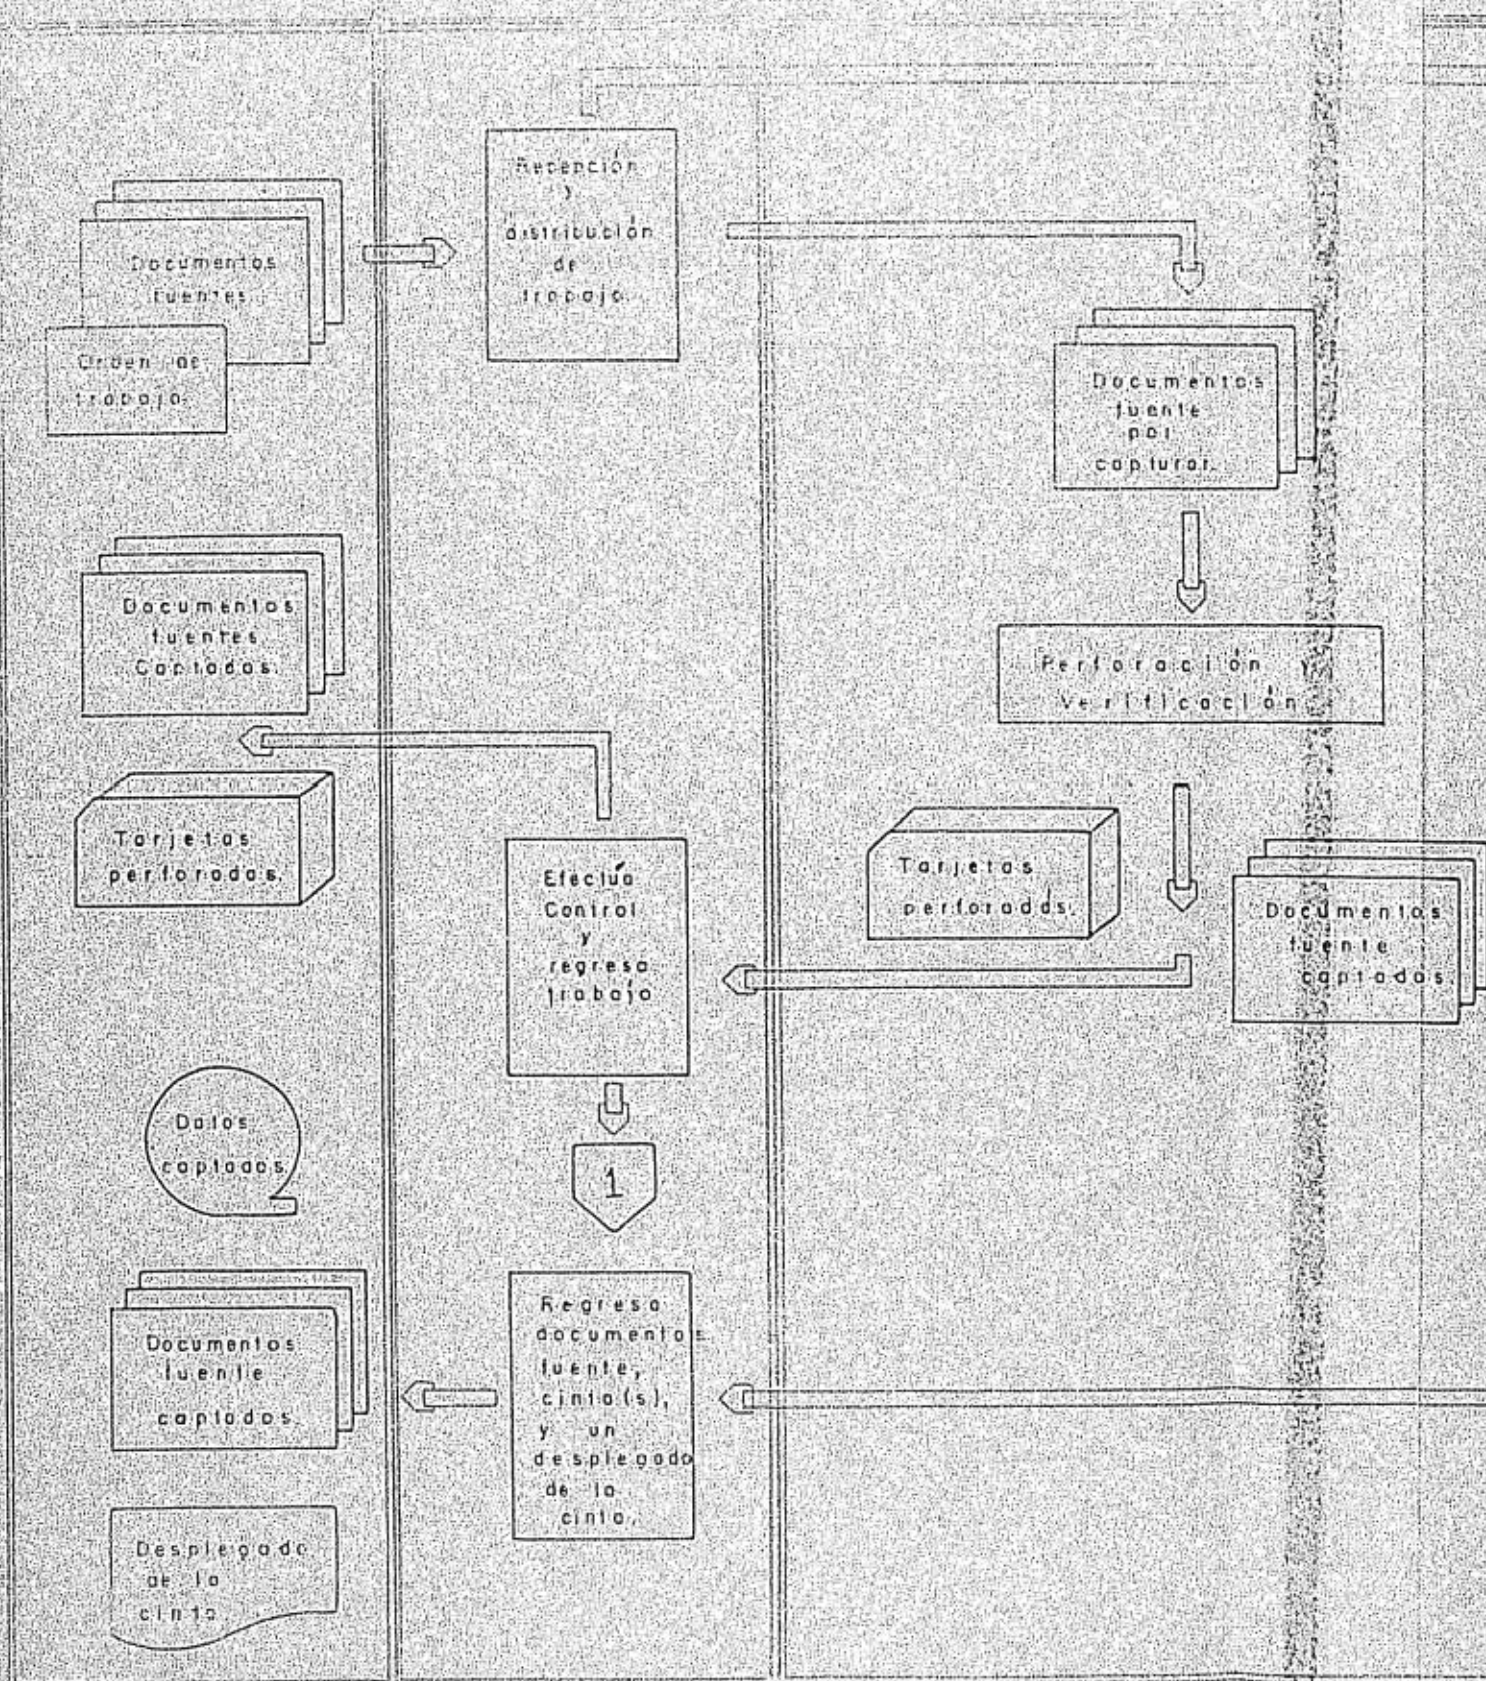 Recepción
y
distribución
de
trabajo.
Documentos
fuentes.
Orden de
trabajo.
Documentos
fuente
por
capturar.
Documentos
fuentes
Captados.
Perforación y
Verificación
Tarjetas
perforadas.
Efectúa
Control
y
regresa
trabajo
Tarjetas
perforadas.
Documentos
fuente
captados.
Datos
captados.
1
Documentos
fuente
captados.
Regresa
documentos
fuente,
cinta(s),
y un
desplegado
de la
cinta.
Desplegado
de la
cinta.